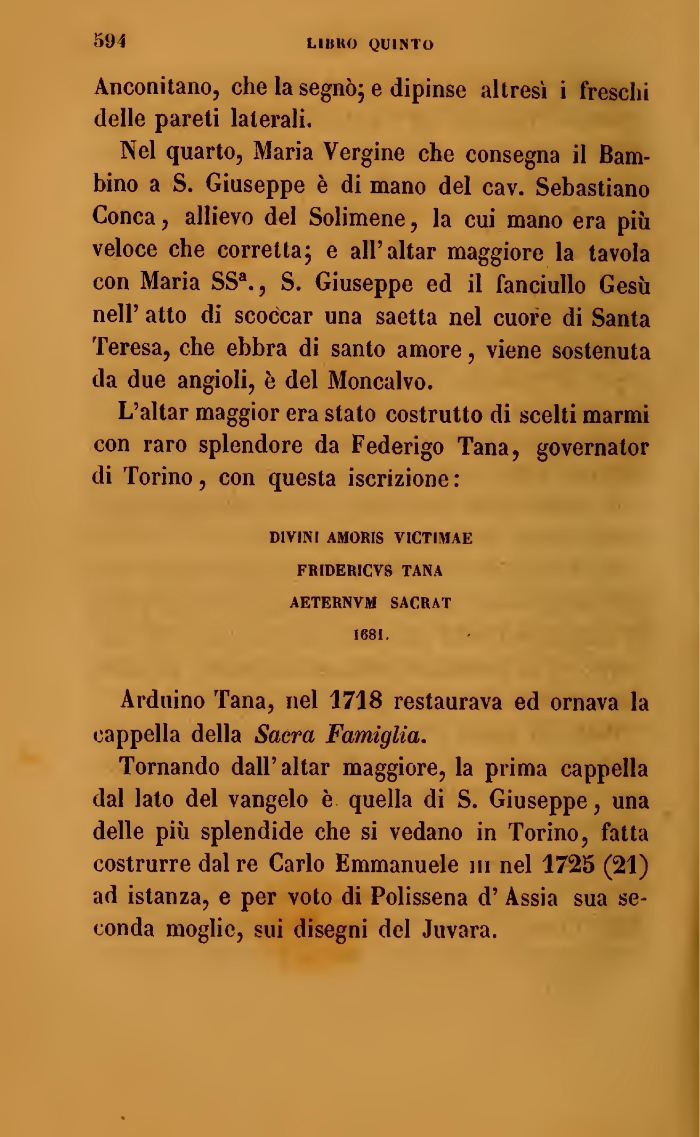 594
LIBRO QUINTO
Anconitano, che la segnò; e dipinse altresì i freschi
delle pareti laterali.
Nel quarto, Maria Vergine che consegna il Bam-
bino a S. Giuseppe è di mano del cav. Sebastiano
Conca, allievo del Solimene, la cui mano era più
veloce che corretta; e all'altar maggiore la tavola
con Maria SSª., S. Giuseppe ed il fanciullo Gesù
nell'atto di scoccar una saetta nel cuore di Santa
Teresa, che ebbra di santo amore, viene sostenuta
da due angioli, è del Moncalvo.
L'altar maggior era stato costrutto di scelti marmi
con raro splendore da Federigo Tana, governator
di Torino, con questa iscrizione:
DIVINI AMORIS VICTIMAE
FRIDERICVS TANA
AETERNVM SACRAT
1681.
Arduino Tana, nel 1718 restaurava ed ornava la
cappella della Sacra Famiglia.
Tornando dall'altar maggiore, la prima cappella
dal lato del vangelo è quella di S. Giuseppe, una
delle più splendide che si vedano in Torino, fatta
costrurre dal re Carlo Emmanuele III nel 1725 (21)
ad istanza, e per voto di Polissena d'Assia sua se-
conda moglie, sui disegni del Juvara.